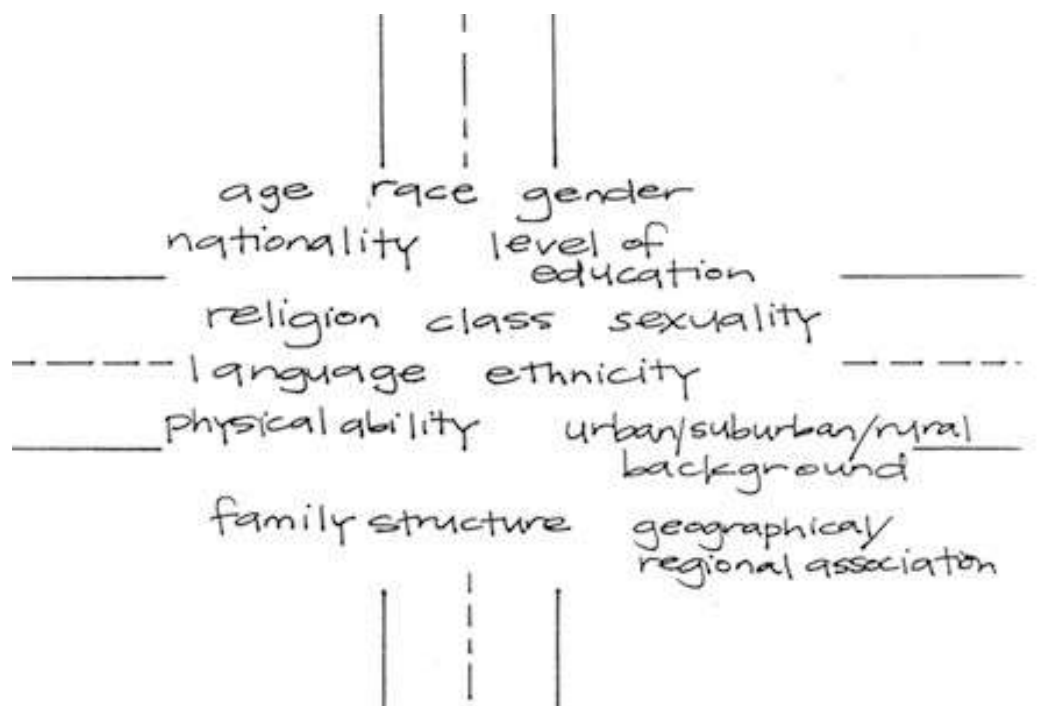 age race gender
nationality level of
education
religion class sexuality
language ethnicity
physical ability urban/suburban/rural
background
family structure geographical/
regional association